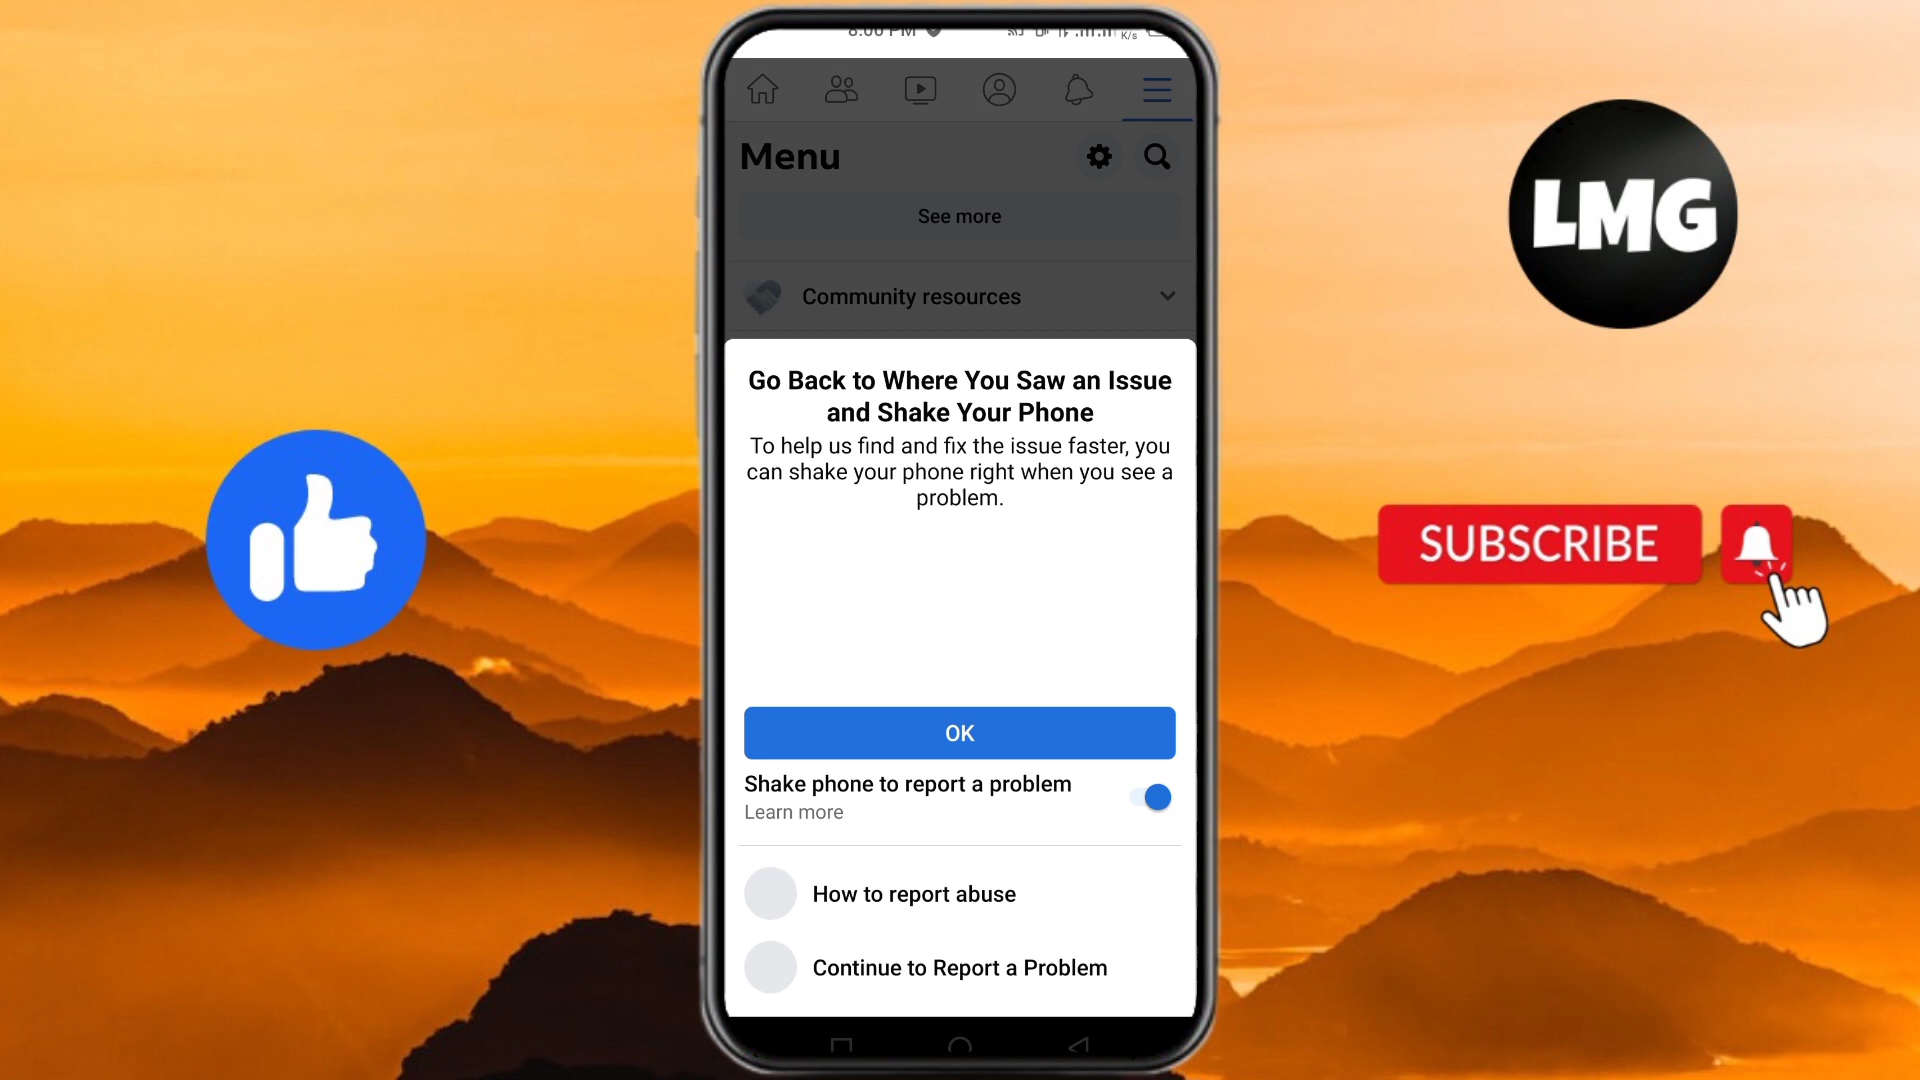 8:00 PM
K/s
Menu
See more
Community resources
Go Back to Where You Saw an Issue
and Shake Your Phone
To help us find and fix the issue faster, you
can shake your phone right when you see a
problem.
OK
Shake phone to report a problem
Learn more
How to report abuse
Continue to Report a Problem
LMG
SUBSCRIBE